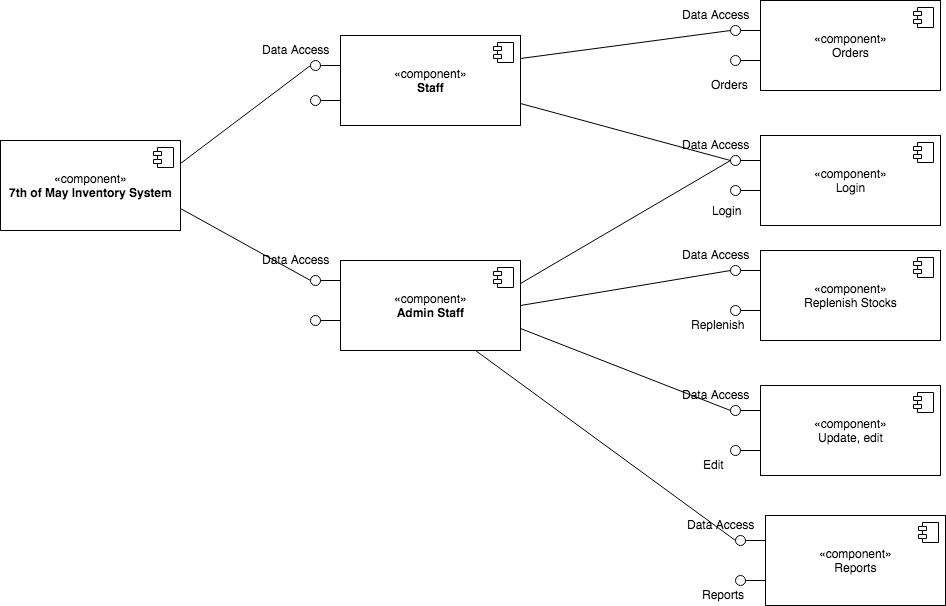 Data Access
«component»
Orders
Orders
Data Access
«component»
Staff
Data Access
«component»
Login
Login
«component»
7th of May Inventory System
Data Access
«component»
Admin Staff
Data Access
«component»
Replenish Stocks
Replenish
Data Access
«component»
Update, edit
Edit
Data Access
«component»
Reports
Reports